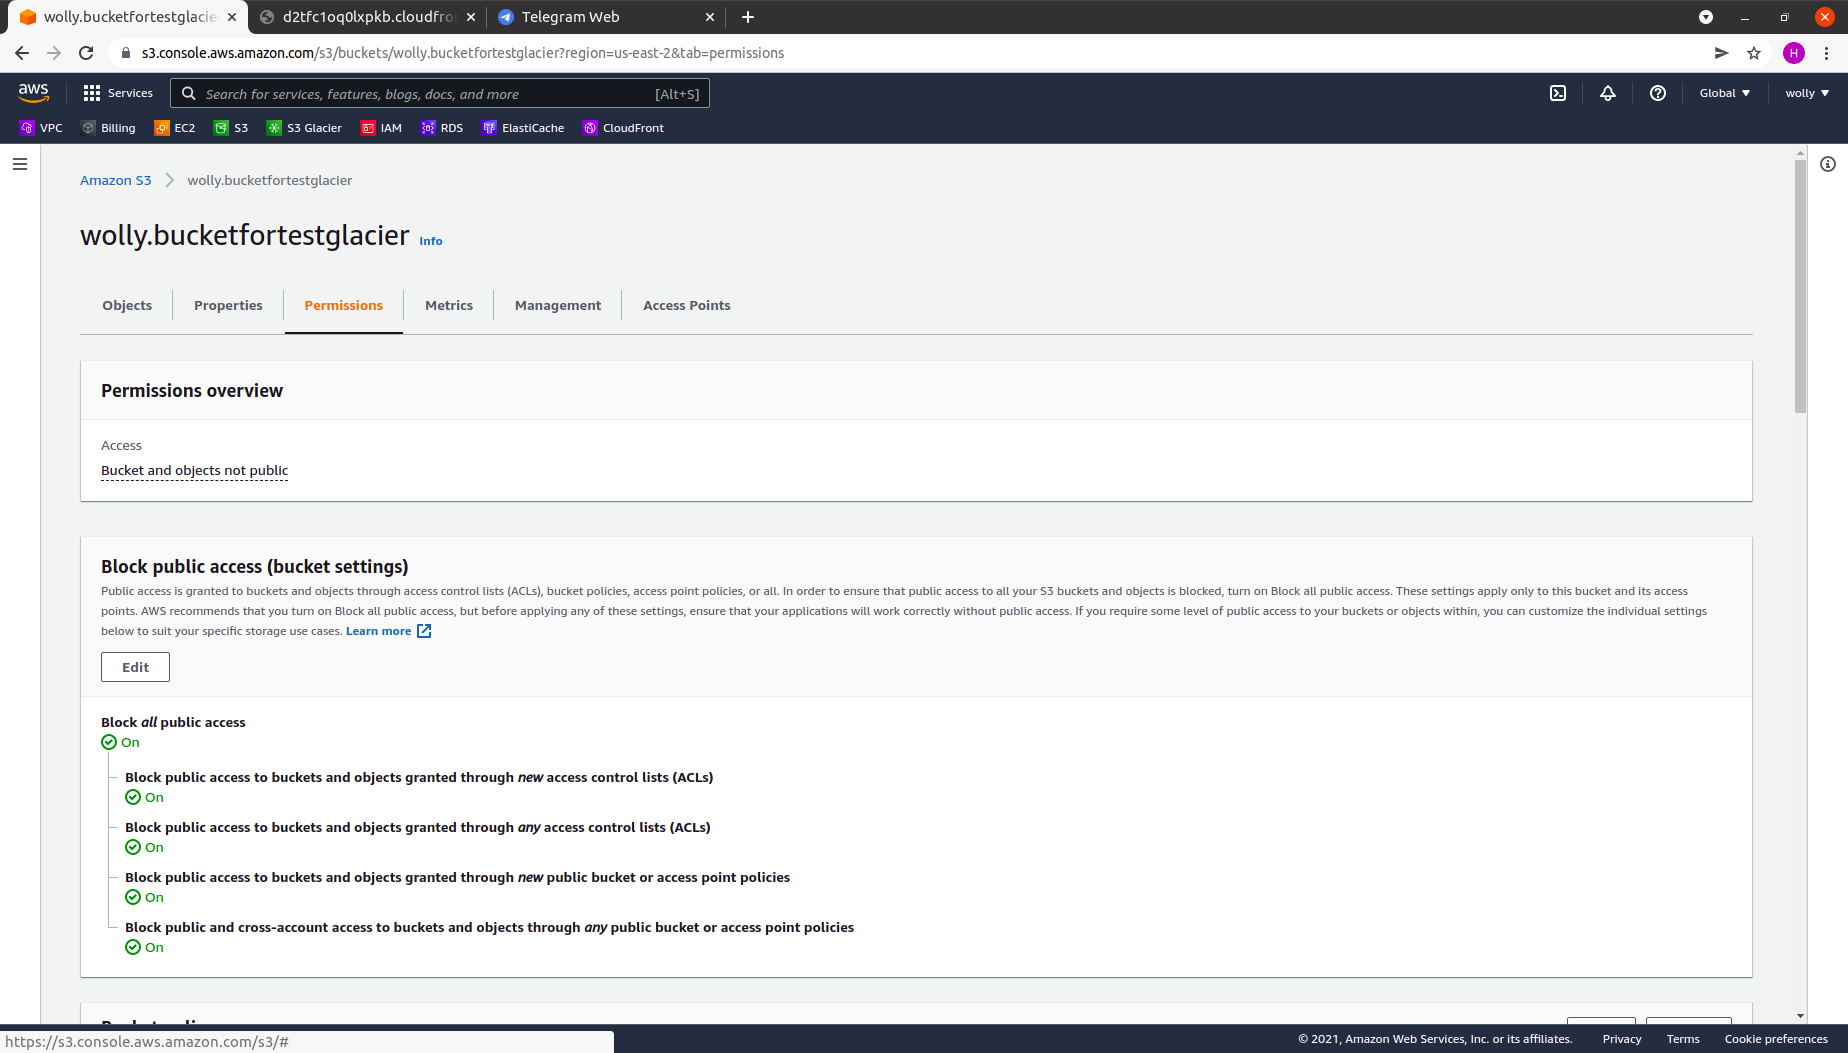 wolly.bucketfortestglacie
d2tfc1oq0lxpkb.cloudfro
Telegram Web
s3.console.aws.amazon.com/s3/buckets/wolly.bucketfortestglacier?region=us-east-2&tab=permissions
H
aws
Services
Search for services, features, blogs, docs, and more
[Alt+S]
Global
wolly
VPC
Billing
EC2
S3
S3 Glacier
IAM
RDS
ElastiCache
CloudFront
Amazon S3
wolly.bucketfortestglacier
wolly.bucketfortestglacier Info
Objects
Properties
Permissions
Metrics
Management
Access Points
Permissions overview
Access
Bucket and objects not public
Block public access (bucket settings)
Public access is granted to buckets and objects through access control lists (ACLs), bucket policies, access point policies, or all. In order to ensure that public access to all your S3 buckets and objects is blocked, turn on Block all public access. These settings apply only to this bucket and its access
points. AWS recommends that you turn on Block all public access, but before applying any of these settings, ensure that your applications will work correctly without public access. If you require some level of public access to your buckets or objects within, you can customize the individual settings
below to suit your specific storage use cases. Learn more
Edit
Block all public access
On
Block public access to buckets and objects granted through new access control lists (ACLs)
On
Block public access to buckets and objects granted through any access control lists (ACLs)
On
Block public access to buckets and objects granted through new public bucket or access point policies
On
Block public and cross-account access to buckets and objects through any public bucket or access point policies
On
https://s3.console.aws.amazon.com/s3/#
© 2021, Amazon Web Services, Inc. or its affiliates.
Privacy
Terms
Cookie preferences